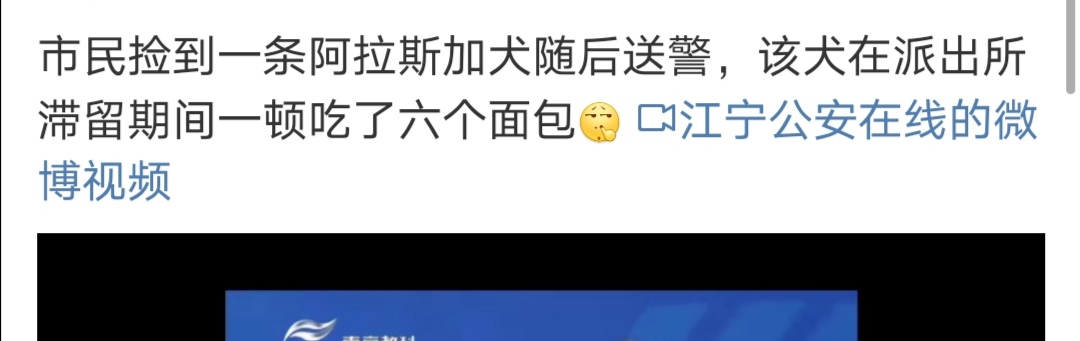 市民捡到一条阿拉斯加犬随后送警，该犬在派出所
滞留期间一顿吃了六个面包 江宁公安在线的微
博视频